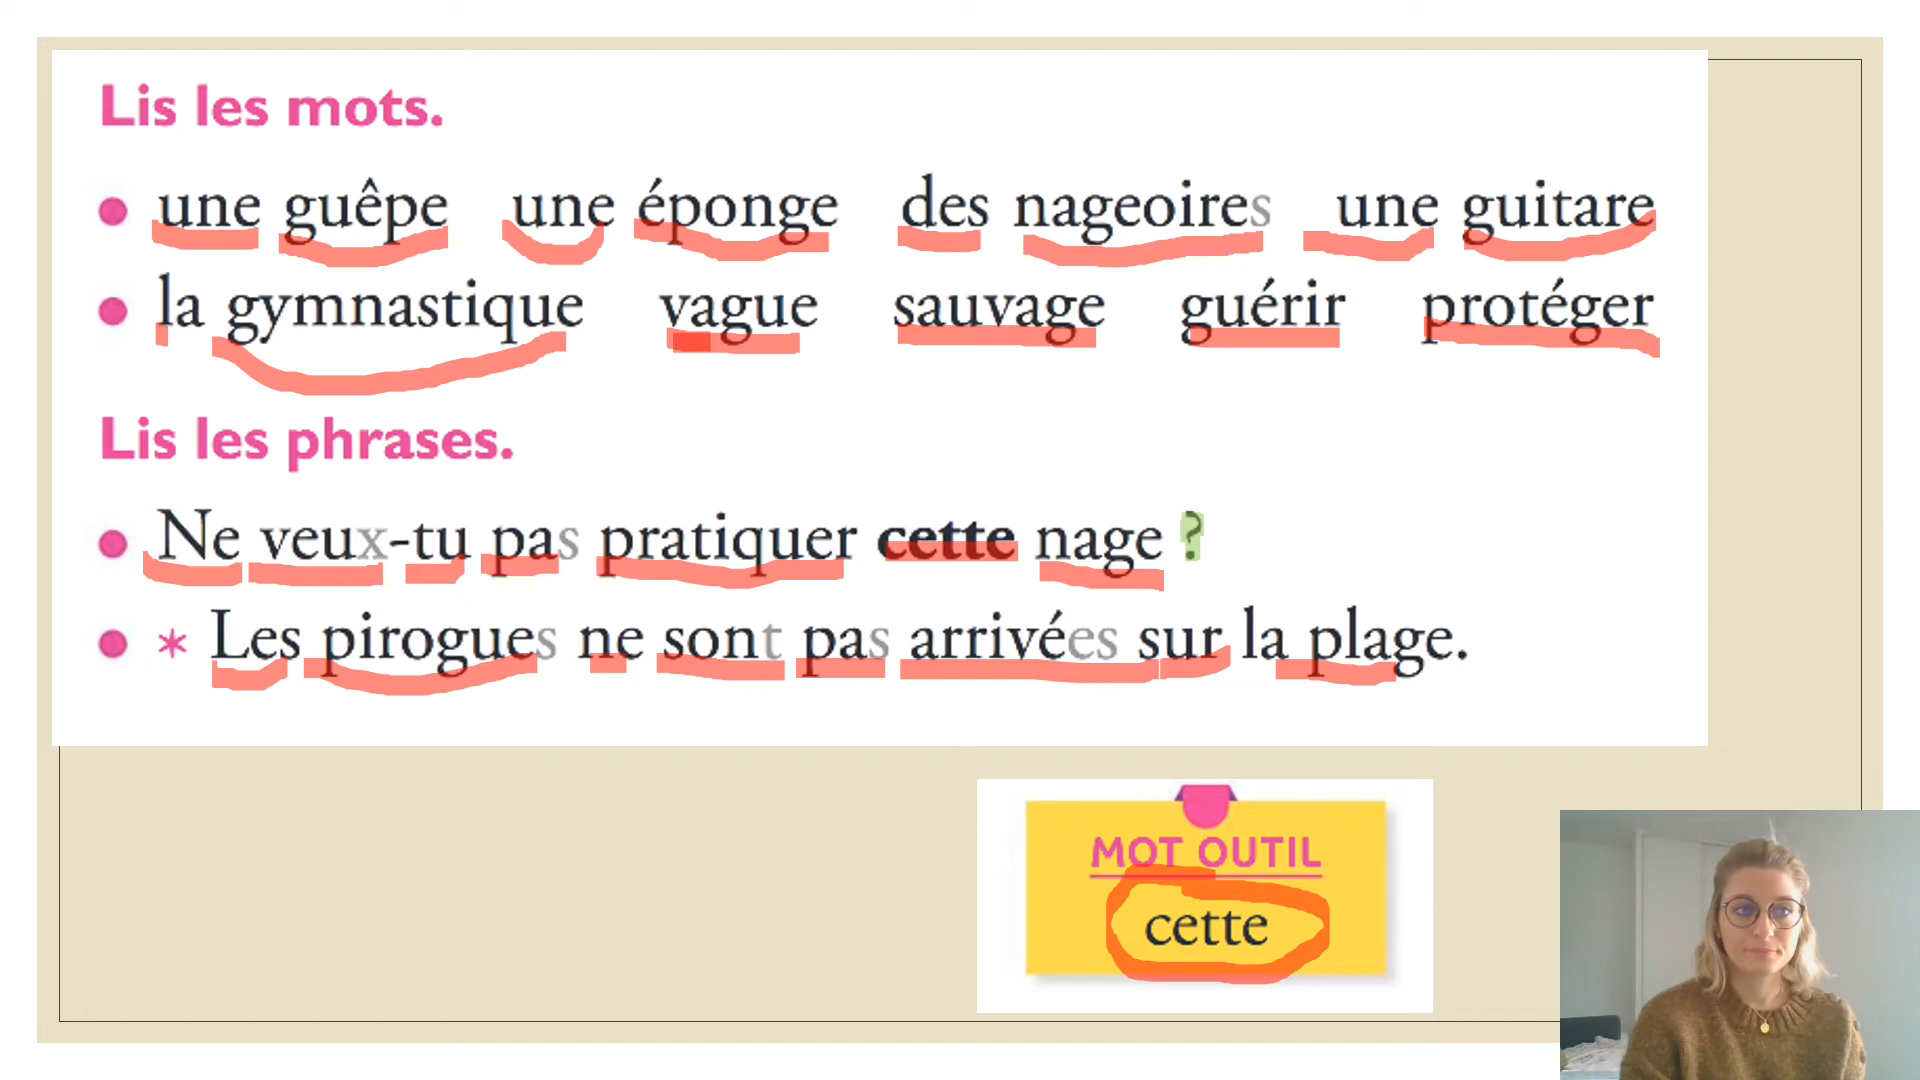 Lis les mots.
une guêpe une éponge des nageoires une guitare
la gymnastique vague sauvage guérir protéger
Lis les phrases.
Ne veux-tu pas pratiquer cette nage ?
* Les pirogues ne sont pas arrivées sur la plage.
MOT OUTIL
cette